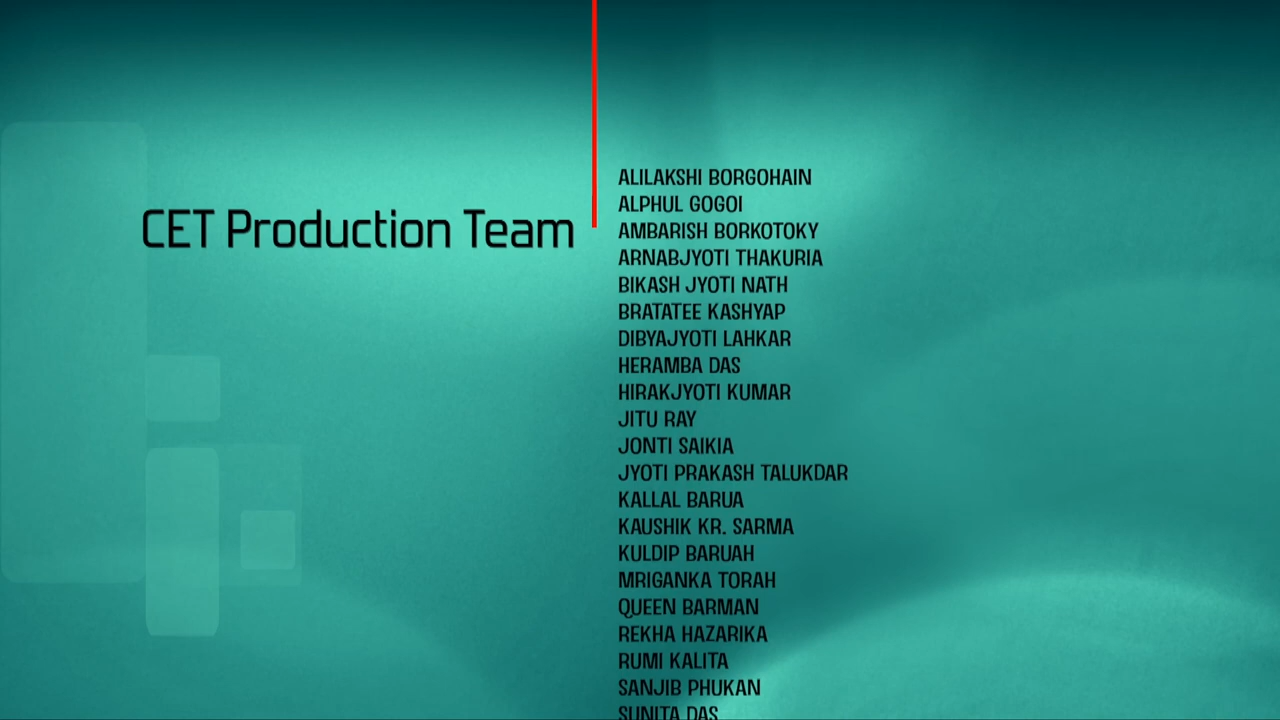 CET Production Team
ALILAKSHI BORGOHAIN
ALPHUL GOGOI
AMBARISH BORKOTOKY
ARNABJYOTI THAKURIA
BIKASH JYOTI NATH
BRATATEE KASHYAP
DIBYAJYOTI LAHKAR
HERAMBA DAS
HIRAKJYOTI KUMAR
JITU RAY
JONTI SAIKIA
JYOTI PRAKASH TALUKDAR
KALLAL BARUA
KAUSHIK KR. SARMA
KULDIP BARUAH
MRIGANKA TORAH
QUEEN BARMAN
REKHA HAZARIKA
RUMI KALITA
SANJIB PHUKAN
SUNITA DAS